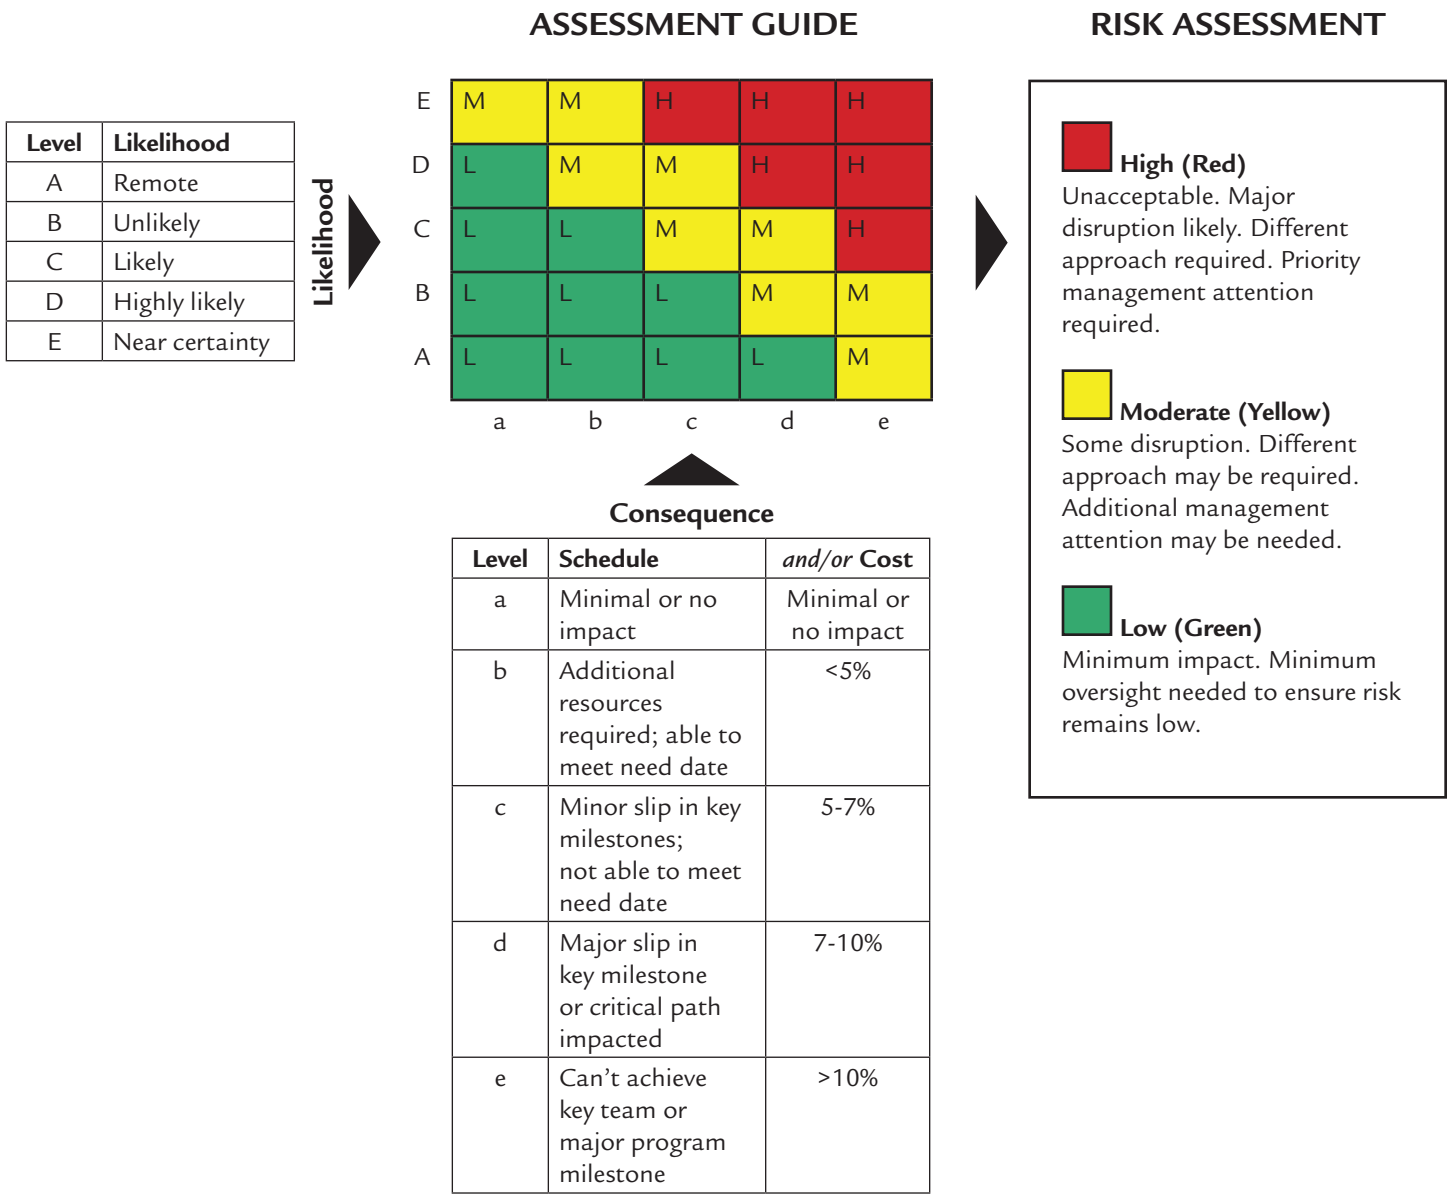 ASSESSMENT GUIDE
RISK ASSESSMENT
Level Likelihood
A Remote
B Unlikely
C Likely
D Highly likely
E Near certainty
Likelihood
E M M H H H
D L M M H H
C L L M M H
B L L L M M
A L L L L M
a b c d e
Consequence
Level Schedule and/or Cost
a Minimal or no Minimal or
impact no impact
b Additional <5%
resources
required; able to
meet need date
c Minor slip in key 5-7%
milestones;
not able to meet
need date
d Major slip in 7-10%
key milestone
or critical path
impacted
e Can't achieve >10%
key team or
major program
milestone
High (Red)
Unacceptable. Major
disruption likely. Different
approach required. Priority
management attention
required.
Moderate (Yellow)
Some disruption. Different
approach may be required.
Additional management
attention may be needed.
Low (Green)
Minimum impact. Minimum
oversight needed to ensure risk
remains low.